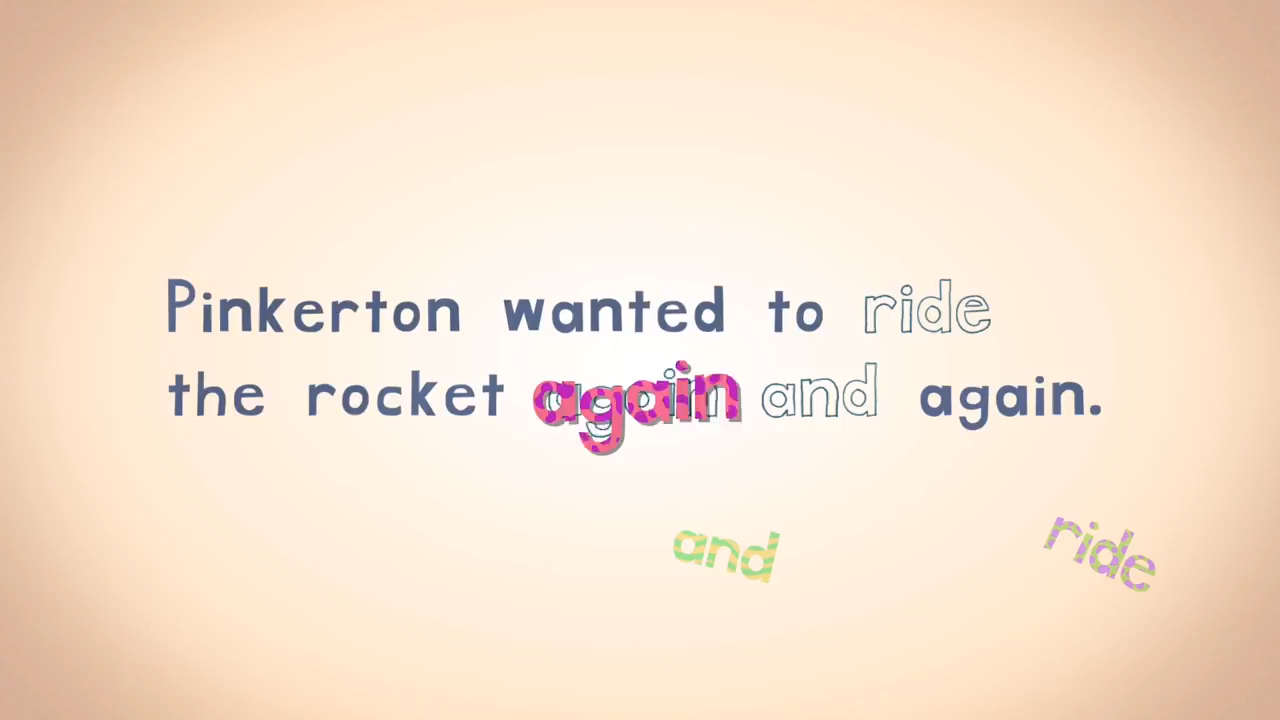 Pinkerton wanted to ride
the rocket again and again.
and
ride